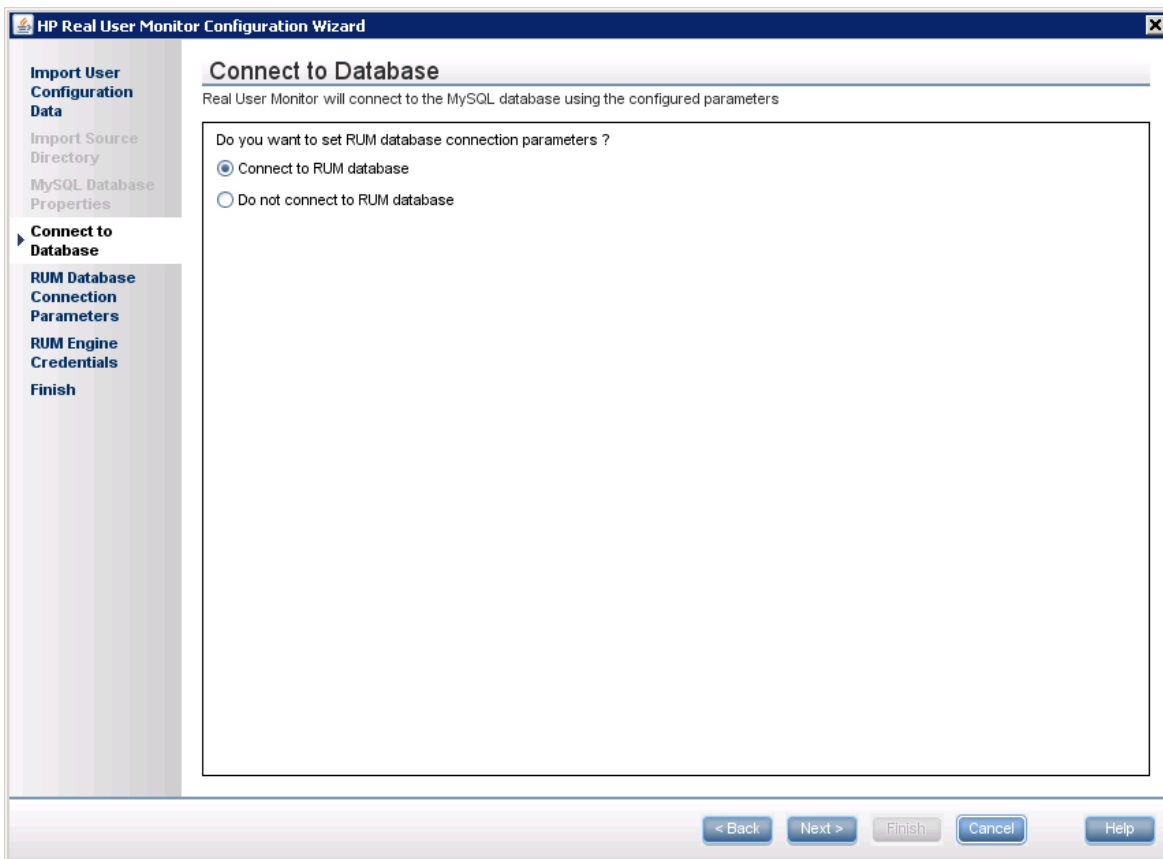 HP Real User Monitor Configuration Wizard
Import User
Configuration
Data
Import Source
Directory
MySQL Database
Properties
Connect to
Database
RUM Database
Connection
Parameters
RUM Engine
Credentials
Finish
Connect to Database
Real User Monitor will connect to the MySQL database using the configured parameters
Do you want to set RUM database connection parameters ?
Connect to RUM database
Do not connect to RUM database
< Back
Next >
Finish
Cancel
Help